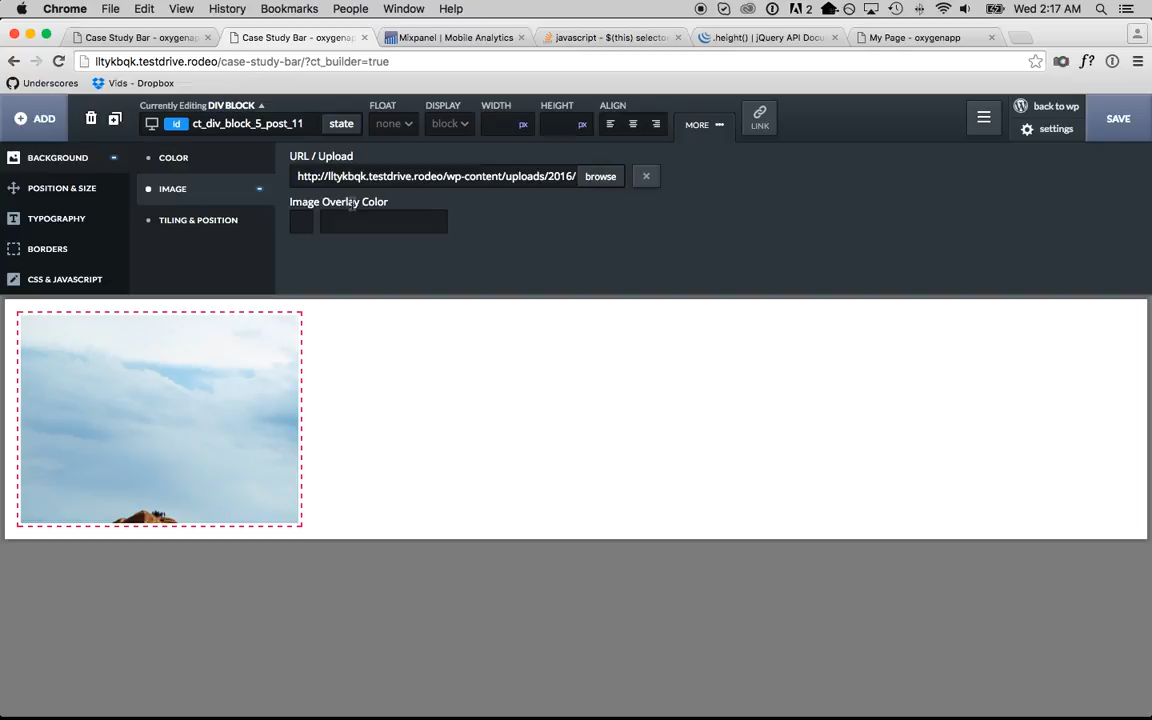 Chrome File Edit View History Bookmarks People Window Help 2 Wed 2:17 AM
Case Study Bar - oxygenap Case Study Bar - oxygenap Mixpanel | Mobile Analytics javascript - $(this) selecto .height() | jQuery API Docu My Page - oxygenapp
lltykbqk.testdrive.rodeo/case-study-bar/?ct_builder=true
Underscores Vids - Dropbox
Currently Editing DIV BLOCK FLOAT DISPLAY WIDTH HEIGHT ALIGN back to wp
ADD id ct_div_block_5_post_11 state none block px px MORE LINK settings SAVE
BACKGROUND COLOR URL / Upload
http://lltykbqk.testdrive.rodeo/wp-content/uploads/2016/ browse ×
POSITION & SIZE IMAGE Image Overlay Color
TYPOGRAPHY TILING & POSITION
BORDERS
CSS & JAVASCRIPT